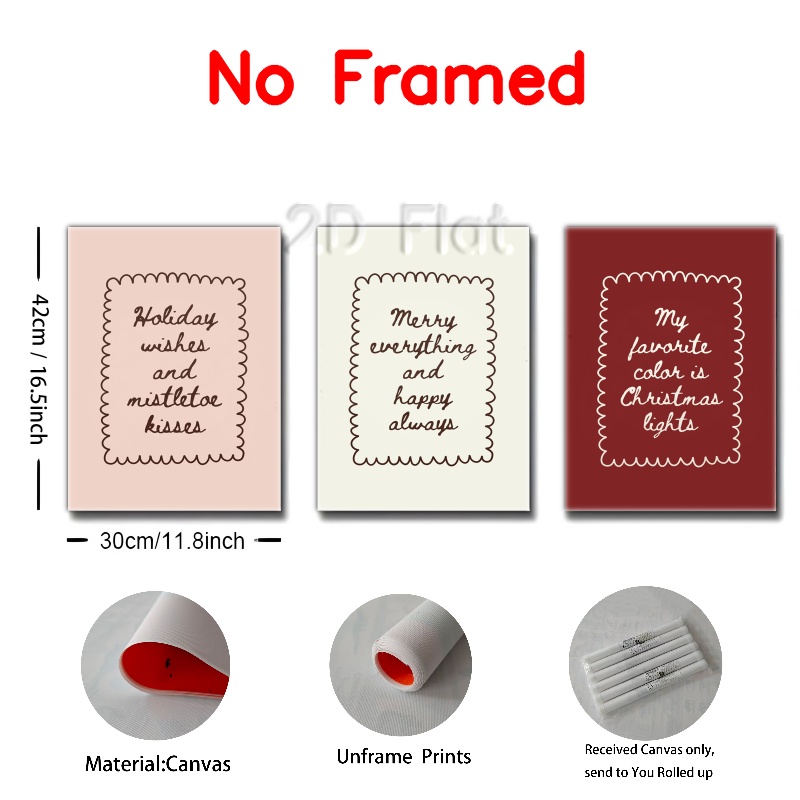 No Framed
2D Flat
42cm / 16.5inch
Holiday
wishes
and
mistletoe
kisses
Merry
everything
and
happy
always
My
favorite
color is
Christmas
lights
30cm/11.8inch
Material:Canvas
Unframe Prints
Received Canvas only,
send to You Rolled up